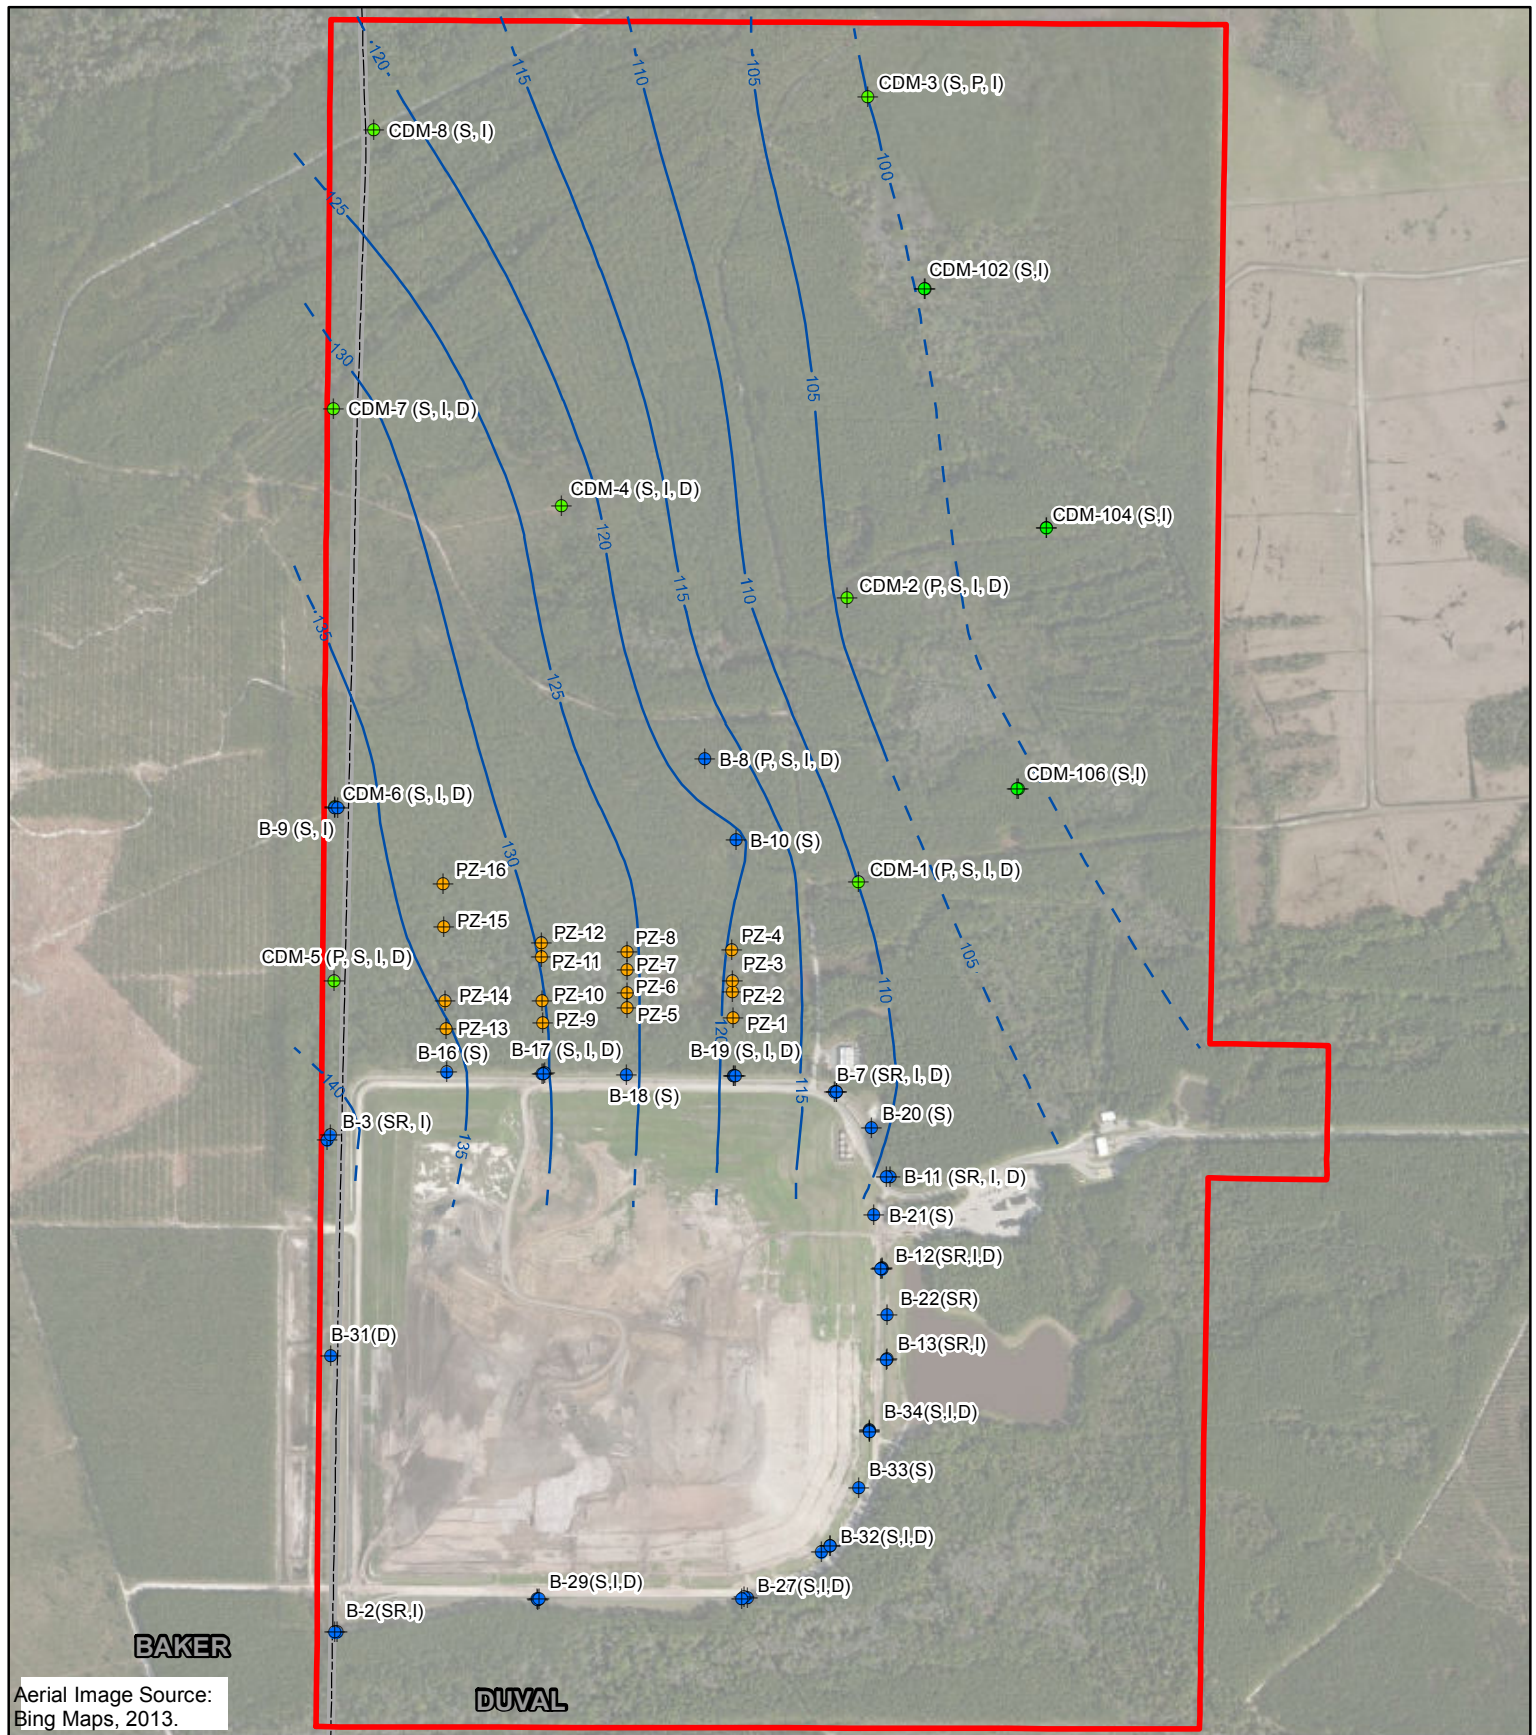 120
115
110
105
CDM-3 (S, P, I)
CDM-8 (S, I)
100
125
CDM-102 (S,I)
130
105
CDM-7 (S, I, D)
CDM-4 (S, I, D)
CDM-104 (S,I)
120
115
110
CDM-2 (P, S, I, D)
135
125
B-8 (P, S, I, D)
CDM-106 (S,I)
CDM-6 (S, I, D)
B-9 (S, I)
B-10 (S)
130
CDM-1 (P, S, I, D)
PZ-16
PZ-15
PZ-12
PZ-8
PZ-4
105
CDM-5 (P, S, I, D)
PZ-11
PZ-7
PZ-3
110
PZ-14
PZ-10
PZ-6
PZ-2
PZ-13
PZ-9
PZ-5
PZ-1
120
B-16 (S)
B-17 (S, I, D)
B-19 (S, I, D)
140
B-18 (S)
115
B-7 (SR, I, D)
B-3 (SR, I)
B-20 (S)
135
B-11 (SR, I, D)
B-21(S)
B-12(SR,I,D)
B-22(SR)
B-31(D)
B-13(SR,I)
B-34(S,I,D)
B-33(S)
B-32(S,I,D)
B-29(S,I,D)
B-27(S,I,D)
B-2(SR,I)
BAKER
DUVAL
Aerial Image Source:
Bing Maps, 2013.